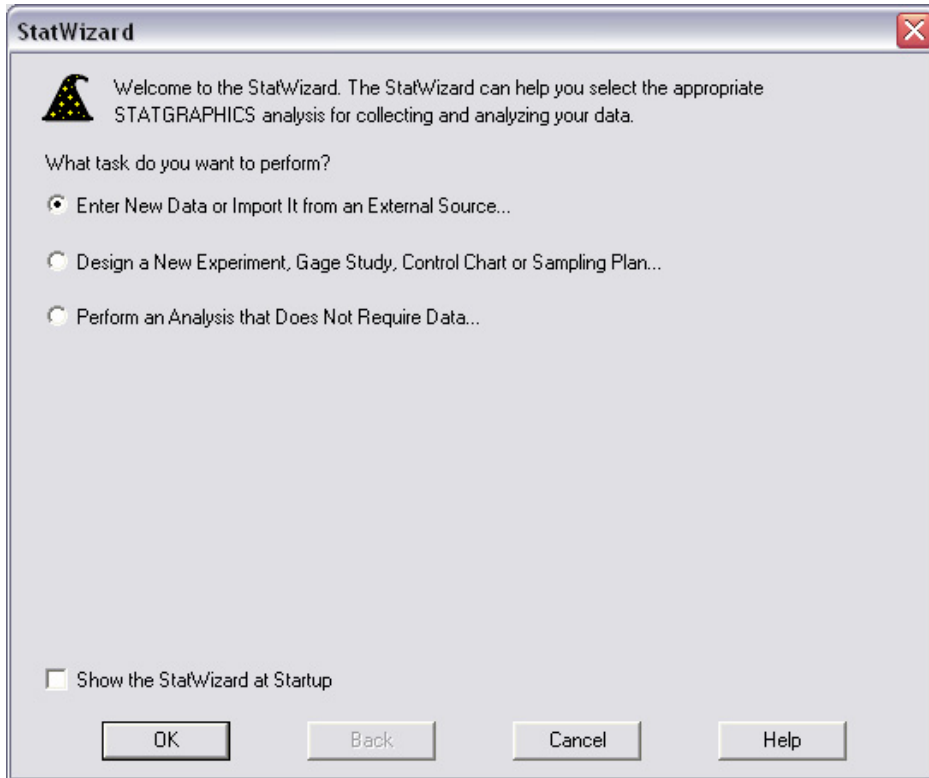 StatWizard
Welcome to the StatWizard. The StatWizard can help you select the appropriate
STATGRAPHICS analysis for collecting and analyzing your data.
What task do you want to perform?
Enter New Data or Import It from an External Source...
Design a New Experiment, Gage Study, Control Chart or Sampling Plan...
Perform an Analysis that Does Not Require Data...
Show the StatWizard at Startup
OK
Back
Cancel
Help